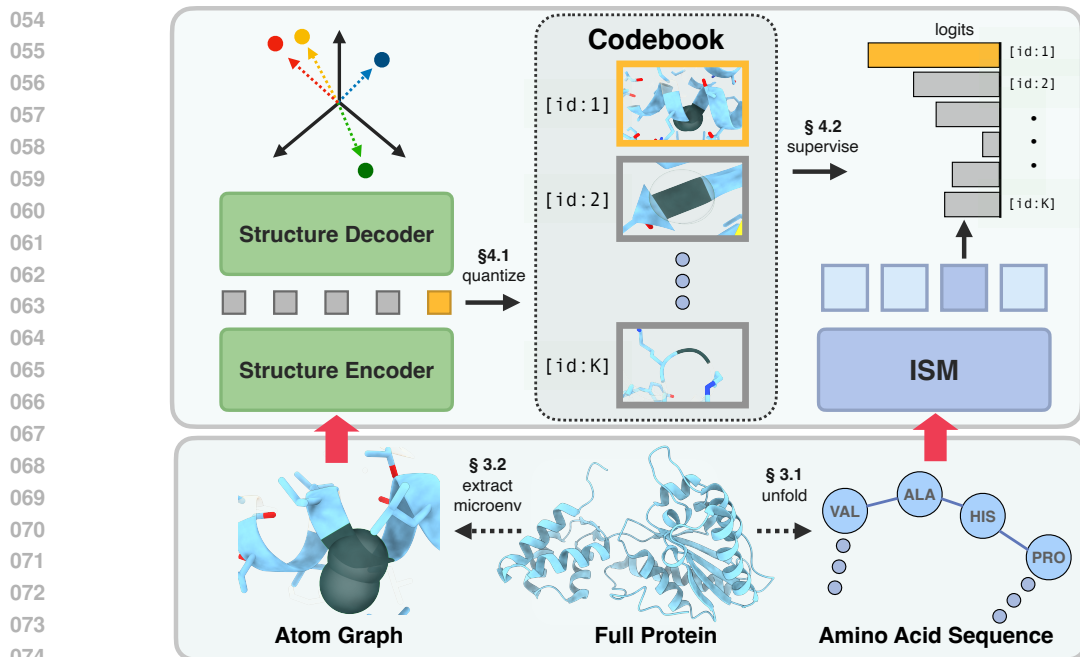 054
055
056
057
058
059
060
061
062
063
064
065
066
067
068
069
070
071
072
073
074
Codebook
[id:1]
[id:2]
[id:K]
logits
[id:1]
[id:2]
[id:K]
§ 4.2
supervise
Structure Decoder
§4.1
quantize
Structure Encoder
ISM
§ 3.2
extract
microenv
§ 3.1
unfold
VAL
ALA
HIS
PRO
Atom Graph
Full Protein
Amino Acid Sequence